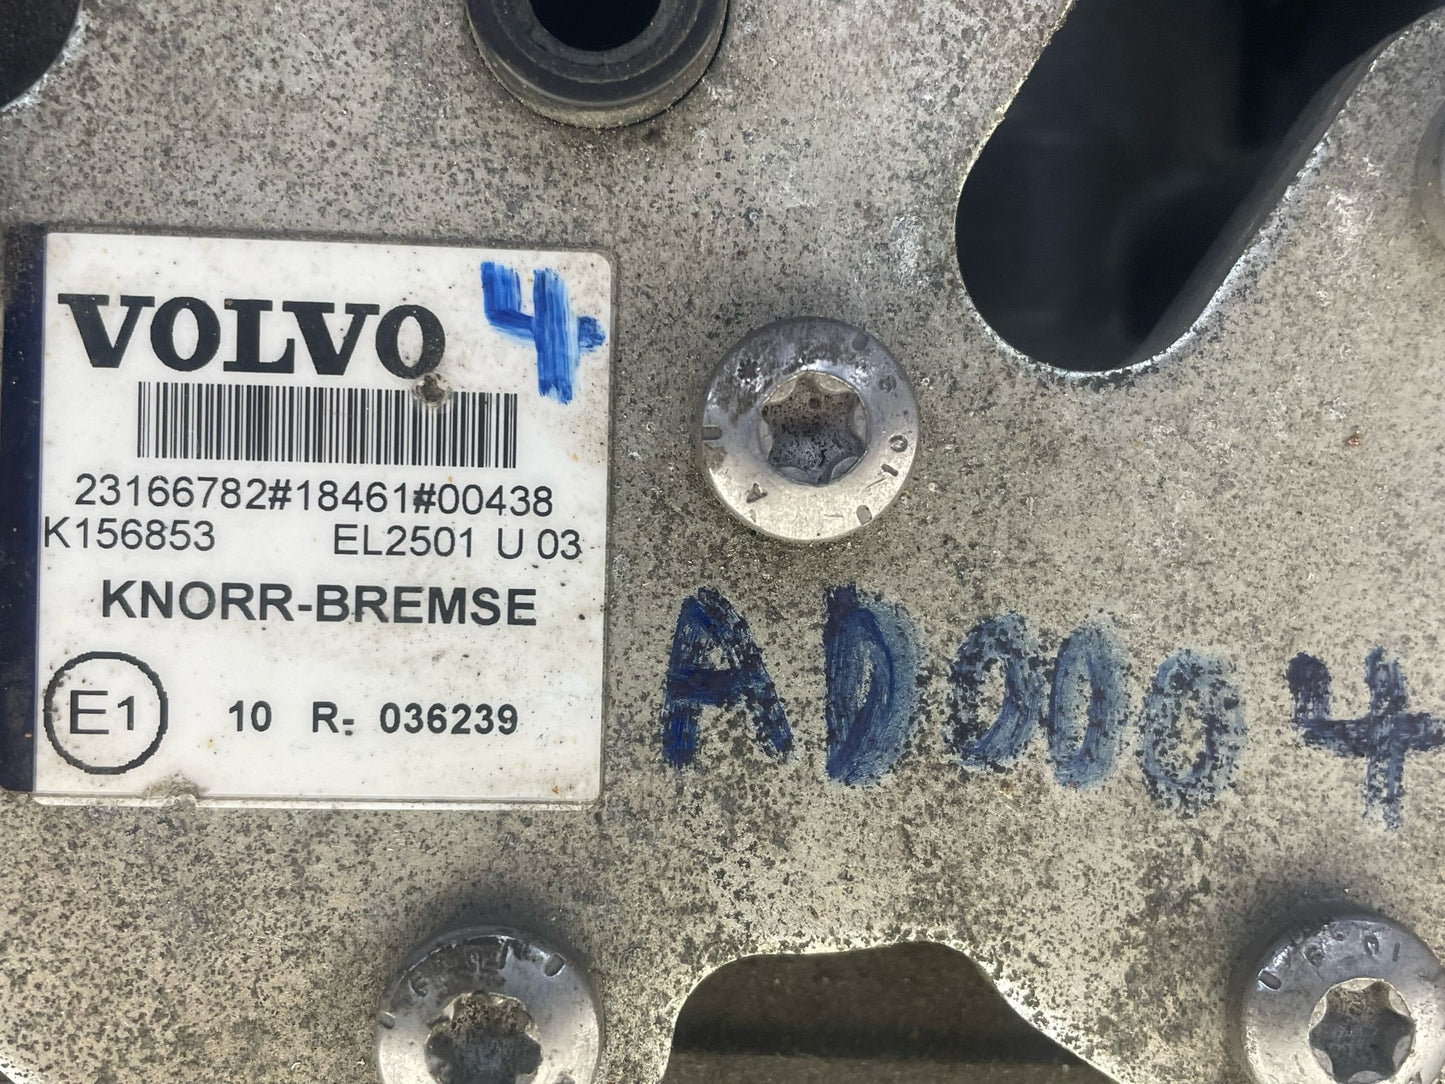 VOLVO 4
23166782#18461#00438
K156853 EL2501 U 03
KNORR-BREMSE
E1 10 R- 036239
AD0004